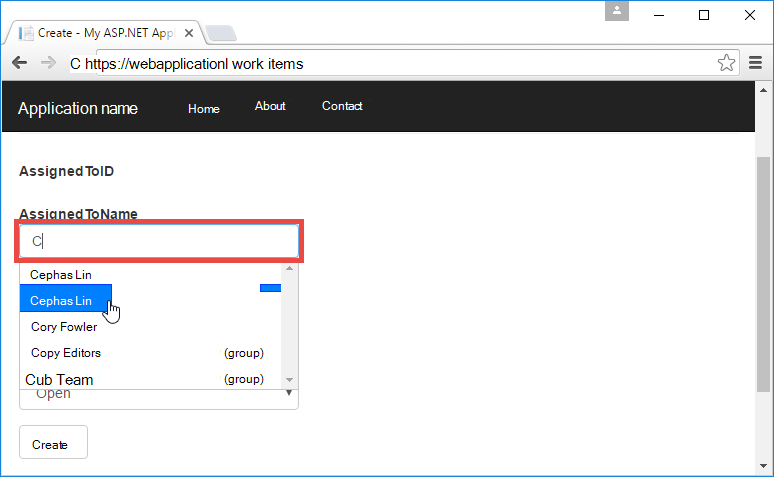 Create - My ASP.NET App
C https://webapplicationl work items
Application name Home About Contact
AssignedToID
AssignedToName
C
Cephas Lin
Cephas Lin
Cory Fowler
Copy Editors (group)
Cub Team (group)
Open
Create